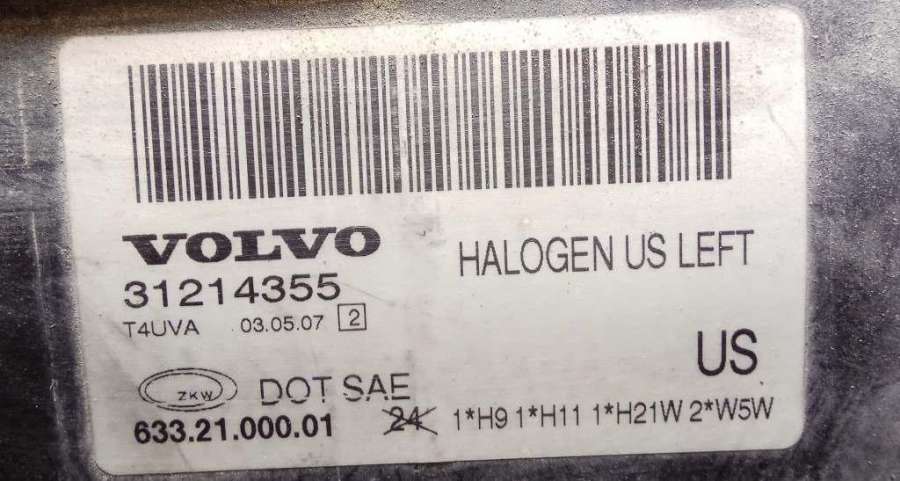 VOLVO
HALOGEN US LEFT
31214355
T4UVA 03.05.07 2
US
ZKW DOT SAE
633.21.000.01 24 1*H9 1*H11 1*H21W 2*W5W